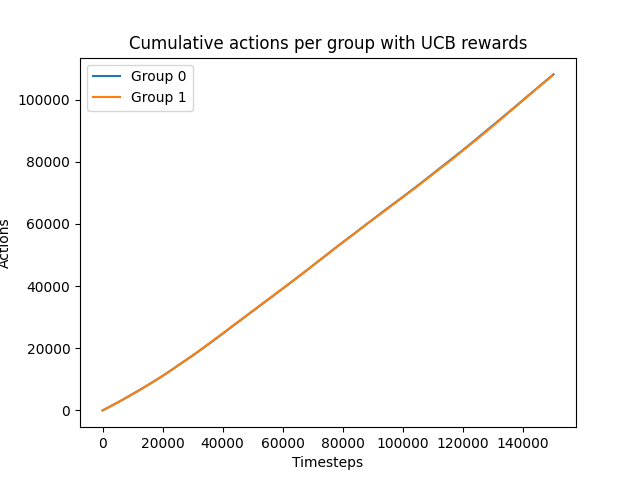 Cumulative actions per group with UCB rewards
Group 0
Group 1
100000
80000
60000
40000
20000
0
Actions
0 20000 40000 60000 80000 100000 120000 140000
Timesteps